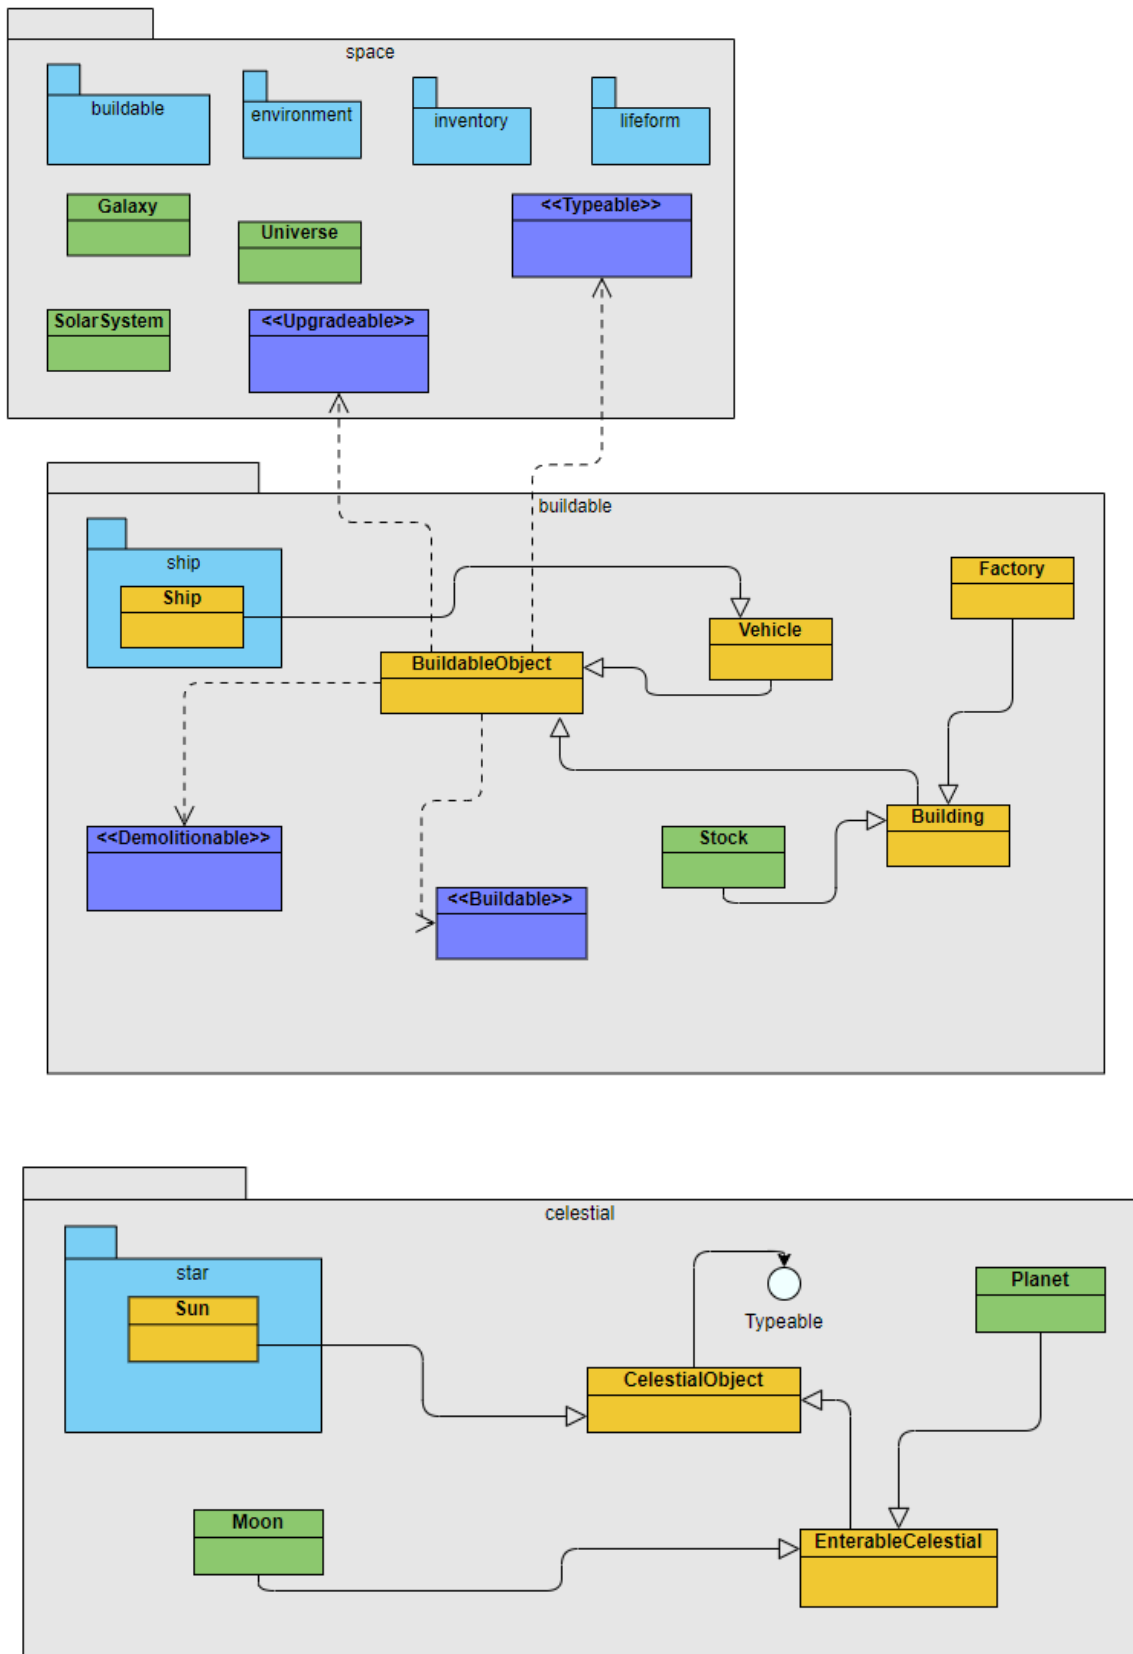 space
buildable
environment
inventory
lifeform
Galaxy
Universe
<<Typeable>>
SolarSystem
<<Upgradeable>>
buildable
ship
Ship
Factory
Vehicle
BuildableObject
<<Demolitionable>>
Stock
Building
<<Buildable>>
celestial
star
Sun
Typeable
Planet
CelestialObject
Moon
EnterableCelestial